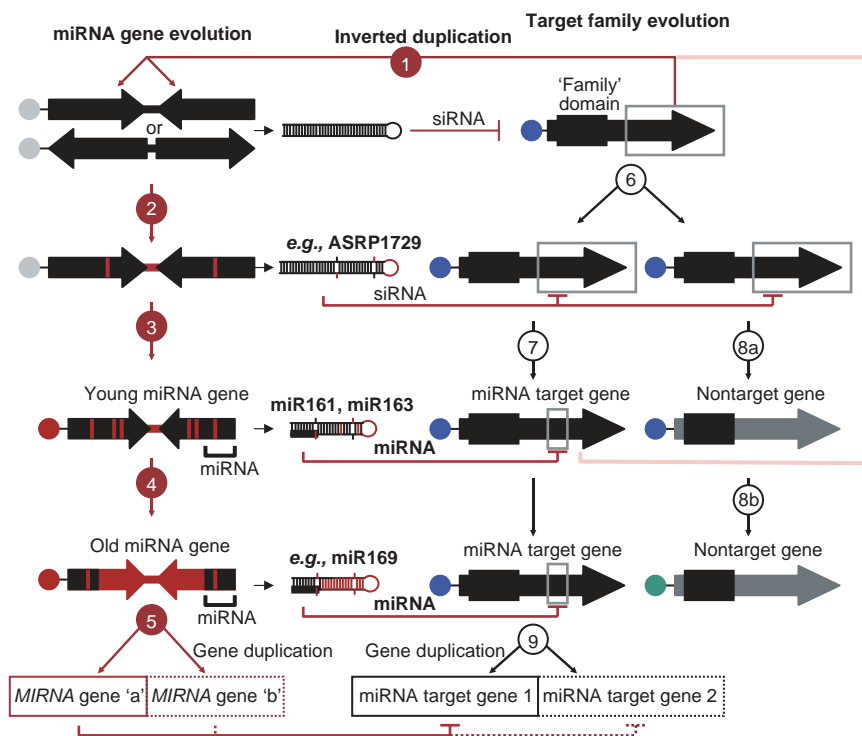 miRNA gene evolution
Inverted duplication
Target family evolution
1
'Family'
domain
or
siRNA
2
6
e.g., ASRP1729
siRNA
3
7
8a
Young miRNA gene
miR161, miR163
miRNA target gene
Nontarget gene
miRNA
miRNA
4
8b
Old miRNA gene
e.g., miR169
miRNA target gene
Nontarget gene
miRNA
miRNA
5
Gene duplication
Gene duplication
9
MIRNA gene 'a'
MIRNA gene 'b'
miRNA target gene 1
miRNA target gene 2